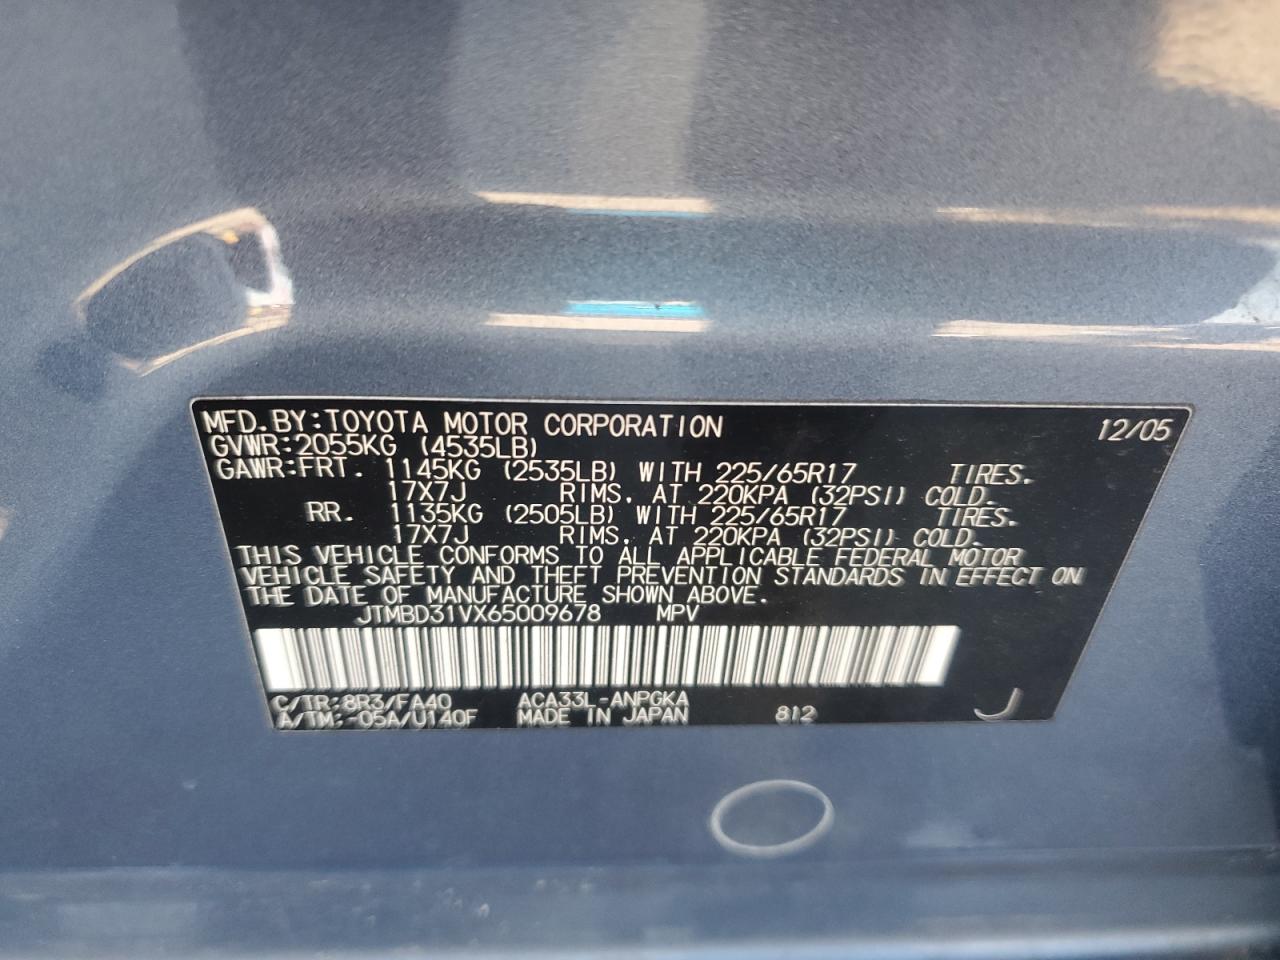 MFD.BY:TOYOTA MOTOR CORPORATION 12/05
GVWR:2055KG (4535LB)
GAWR:FRT. 1145KG (2535LB) WITH 225/65R17 TIRES.
17X7J RIMS, AT 220KPA (32PSI) COLD.
RR. 1135KG (2505LB) WITH 225/65R17 TIRES.
17X7J RIMS, AT 220KPA (32PSI) COLD.
THIS VEHICLE CONFORMS TO ALL APPLICABLE FEDERAL MOTOR
VEHICLE SAFETY AND THEFT PREVENTION STANDARDS IN EFFECT ON
THE DATE OF MANUFACTURE SHOWN ABOVE.
JTMBD31VX65009678 MPV
C/TR:8R3/FA40 ACA33L-ANPGKA
A/TM:-05A/U140F MADE IN JAPAN 812 J